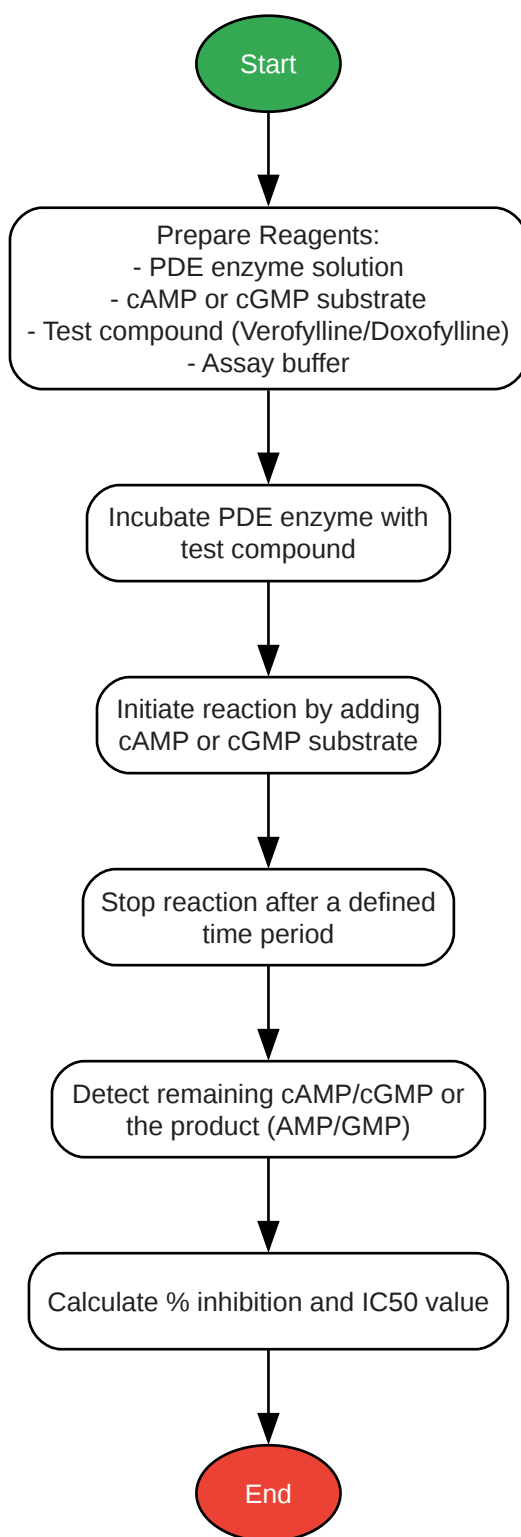 Start
Prepare Reagents:
- PDE enzyme solution
- cAMP or cGMP substrate
- Test compound (Verofylline/Doxofylline)
- Assay buffer
Incubate PDE enzyme with
test compound
Initiate reaction by adding
cAMP or cGMP substrate
Stop reaction after a defined
time period
Detect remaining cAMP/cGMP or
the product (AMP/GMP)
Calculate % inhibition and IC50 value
End